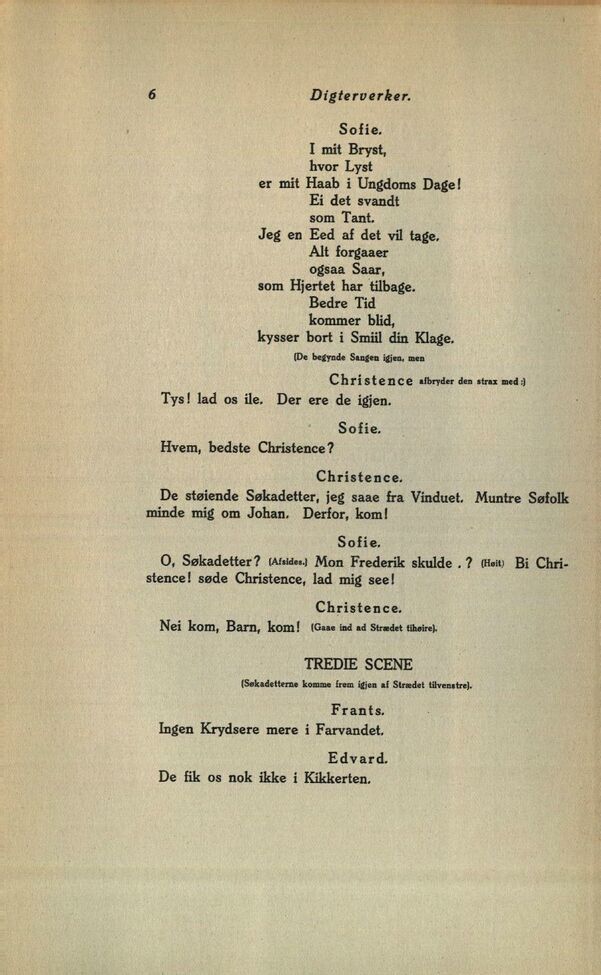 6 Digterverker.
Sofie.
I mit Bryst,
hvor Lyst
er mit Haab i Ungdoms Dage!
Ei det svandt
som Tant.
Jeg en Eed af det vil tage.
Alt forgaaer
ogsaa Saar,
som Hjertet har tilbage.
Bedre Tid
kommer blid,
kysser bort i Smiil din Klage.
(De begynde Sangen igjen, men
Christence afbryder den strax med:)
Tys! lad os ile. Der ere de igjen.
Sofie.
Hvem, bedste Christence?
Christence.
De støiende Søkadetter, jeg saae fra Vinduet. Muntre Søfolk
minde mig om Johan. Derfor, kom!
Sofie.
O, Søkadetter? (Afsides.) Mon Frederik skulde . ? (Høit) Bi Chri-
stence! søde Christence, lad mig see!
Christence.
Nei kom, Barn, kom! (Gaae ind ad Strædet tihøire).
TREDIE SCENE
(Søkadetterne komme frem igjen af Strædet tilvenstre).
Frants.
Ingen Krydsere mere i Farvandet.
Edvard.
De fik os nok ikke i Kikkerten.